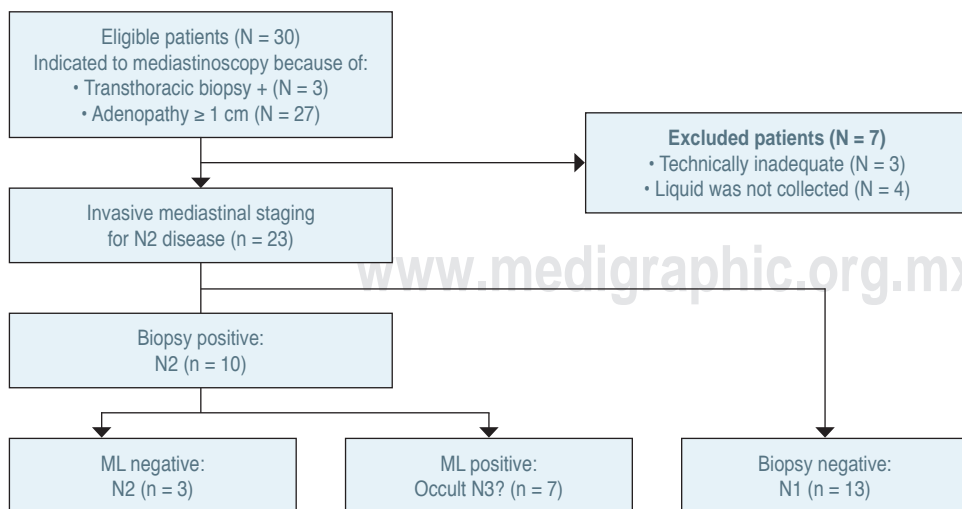 Eligible patients (N = 30)
Indicated to mediastinoscopy because of:
• Transthoracic biopsy + (N = 3)
• Adenopathy ≥ 1 cm (N = 27)
Excluded patients (N = 7)
• Technically inadequate (N = 3)
• Liquid was not collected (N = 4)
Invasive mediastinal staging
for N2 disease (n = 23)
www.medigraphic.org.mx
Biopsy positive:
N2 (n = 10)
ML negative:
N2 (n = 3)
ML positive:
Occult N3? (n = 7)
Biopsy negative:
N1 (n = 13)